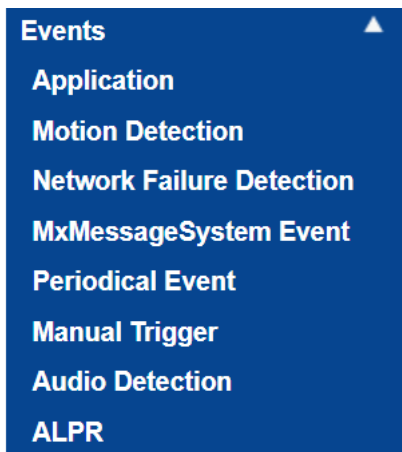 Events
Application
Motion Detection
Network Failure Detection
MxMessageSystem Event
Periodical Event
Manual Trigger
Audio Detection
ALPR